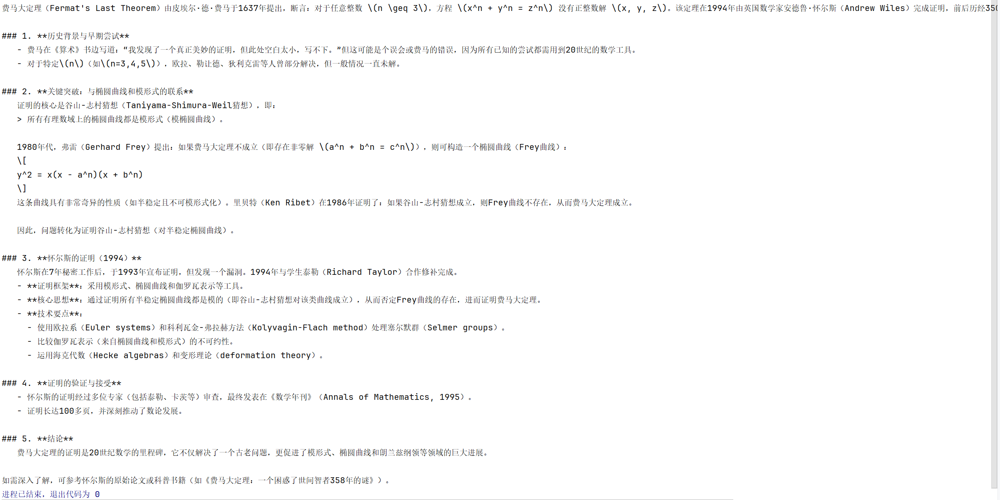 费马大定理（Fermat's Last Theorem）由皮埃尔·德·费马于1637年提出，断言：对于任意整数 \(n \geq 3\)，方程 \(x^n + y^n = z^n\) 没有正整数解 \(x, y, z\)。该定理在1994年由英国数学家安德鲁·怀尔斯（Andrew Wiles）完成证明，前后历经350
### 1. **历史背景与早期尝试**
- 费马在《算术》书边写道：“我发现了一个真正美妙的证明，但此处空白太小，写不下。”但这可能是个误会或费马的错误，因为所有已知的尝试都需用到20世纪的数学工具。
- 对于特定\(n\)（如\(n=3,4,5\)），欧拉、勒让德、狄利克雷等人曾部分解决，但一般情况一直未解。
### 2. **关键突破：与椭圆曲线和模形式的联系**
证明的核心是谷山-志村猜想（Taniyama-Shimura-Weil猜想），即：
> 所有有理数域上的椭圆曲线都是模形式（模椭圆曲线）。
1980年代，弗雷（Gerhard Frey）提出：如果费马大定理不成立（即存在非零解 \(a^n + b^n = c^n\)），则可构造一个椭圆曲线（Frey曲线）：
\[
y^2 = x(x - a^n)(x + b^n)
\]
这条曲线具有非常奇异的性质（如半稳定且不可模形式化）。里贝特（Ken Ribet）在1986年证明了：如果谷山-志村猜想成立，则Frey曲线不存在，从而费马大定理成立。
因此，问题转化为证明谷山-志村猜想（对半稳定椭圆曲线）。
### 3. **怀尔斯的证明（1994）**
怀尔斯在7年秘密工作后，于1993年宣布证明，但发现一个漏洞。1994年与学生泰勒（Richard Taylor）合作修补完成。
- **证明框架**：采用模形式、椭圆曲线和伽罗瓦表示等工具。
- **核心思想**：通过证明所有半稳定椭圆曲线都是模的（即谷山-志村猜想对该类曲线成立），从而否定Frey曲线的存在，进而证明费马大定理。
- **技术要点**：
- 使用欧拉系（Euler systems）和科利瓦金-弗拉赫方法（Kolyvagin-Flach method）处理塞尔默群（Selmer groups）。
- 比较伽罗瓦表示（来自椭圆曲线和模形式）的不可约性。
- 运用海克代数（Hecke algebras）和变形理论（deformation theory）。
### 4. **证明的验证与接受**
- 怀尔斯的证明经过多位专家（包括泰勒、卡茨等）审查，最终发表在《数学年刊》（Annals of Mathematics, 1995）。
- 证明长达100多页，并深刻推动了数论发展。
### 5. **结论**
费马大定理的证明是20世纪数学的里程碑，它不仅解决了一个古老问题，更促进了模形式、椭圆曲线和朗兰兹纲领等领域的巨大进展。
如需深入了解，可参考怀尔斯的原始论文或科普书籍（如《费马大定理：一个困惑了世间智者358年的谜》）。
进程已结束，退出代码为 0